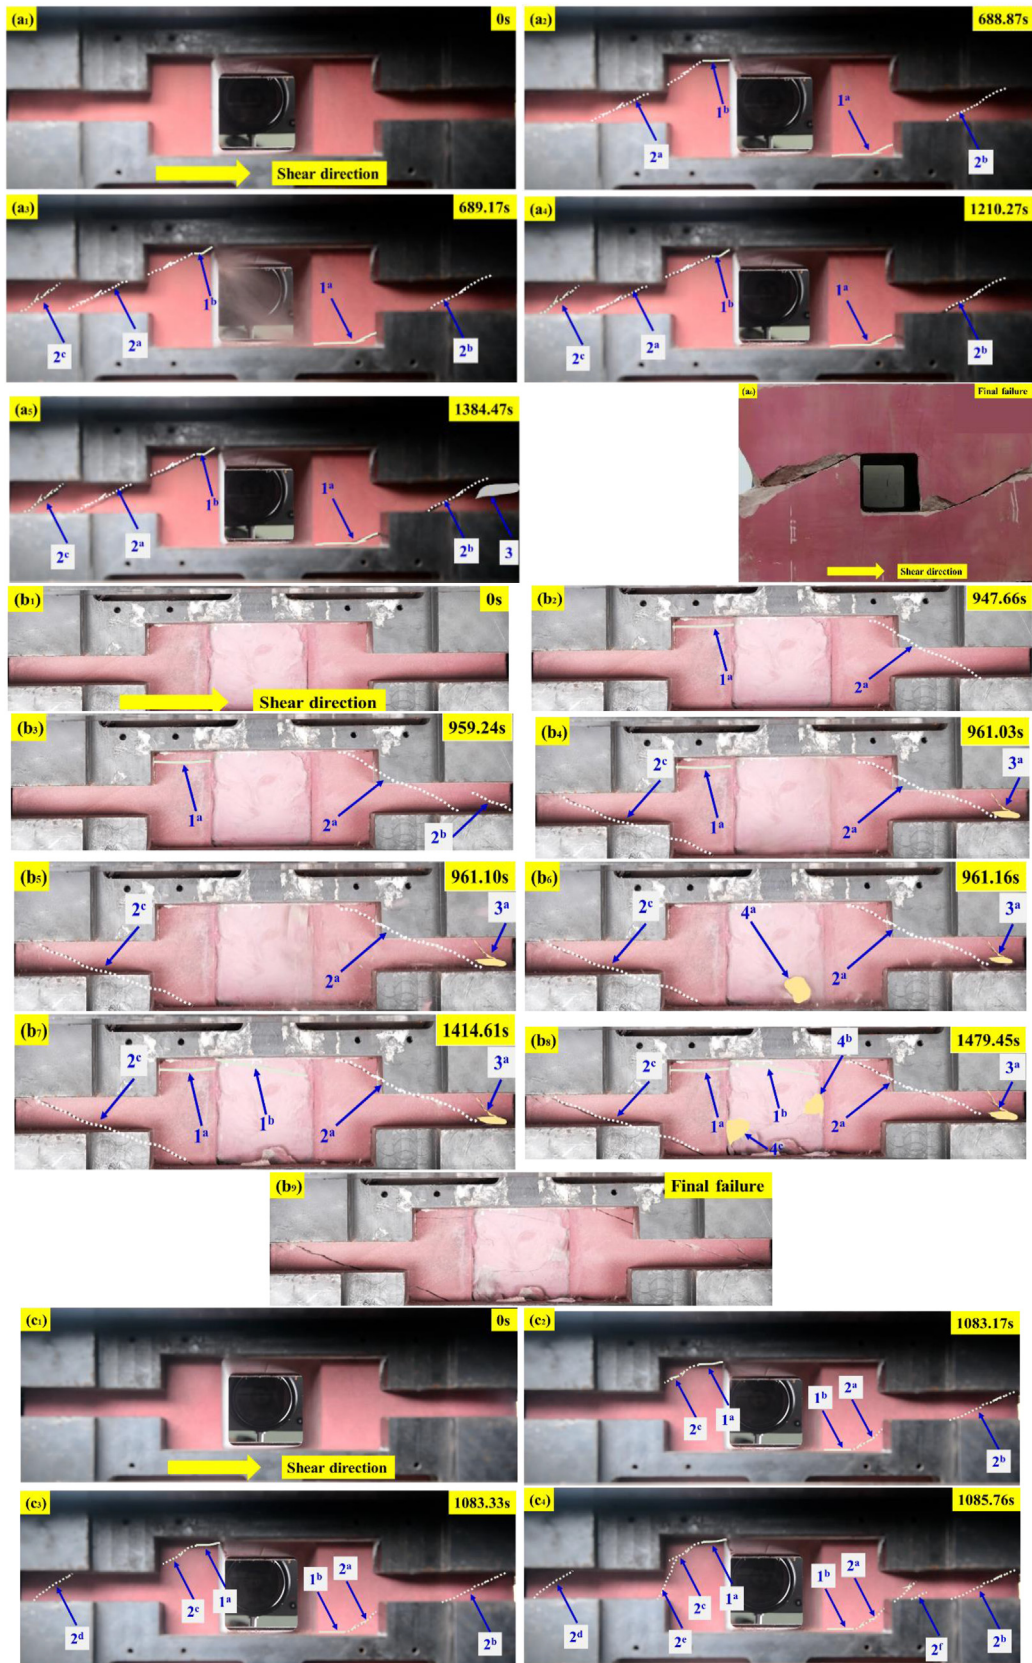 (a₁) 0s
Shear direction
(a₂) 688.87s
1ᵇ 1ᵃ
2ᵃ 2ᵇ
(a₃) 689.17s
1ᵇ 1ᵃ
2ᶜ 2ᵃ 2ᵇ
(a₄) 1210.27s
1ᵇ 1ᵃ
2ᶜ 2ᵃ 2ᵇ
(a₅) 1384.47s
1ᵇ 1ᵃ
2ᶜ 2ᵃ 2ᵇ 3
(a₆) Final failure
Shear direction
(b₁) 0s
Shear direction
(b₂) 947.66s
1ᵃ 2ᵃ
(b₃) 959.24s
1ᵃ 2ᵃ 2ᵇ
(b₄) 961.03s
2ᶜ 3ᵃ
1ᵃ 2ᵃ
(b₅) 961.10s
2ᶜ 3ᵃ
2ᵃ
(b₆) 961.16s
2ᶜ 4ᵃ 3ᵃ
2ᵃ
(b₇) 1414.61s
2ᶜ 3ᵃ
1ᵃ 1ᵇ 2ᵃ
(b₈) 1479.45s
2ᶜ 4ᵇ 3ᵃ
1ᵃ 1ᵇ 2ᵃ
4ᶜ
(b₉) Final failure
(c₁) 0s
Shear direction
(c₂) 1083.17s
1ᵇ 2ᵃ
2ᶜ 1ᵃ 2ᵇ
(c₃) 1083.33s
1ᵇ 2ᵃ
2ᵈ 2ᶜ 1ᵃ 2ᵇ
(c₄) 1085.76s
1ᵇ 2ᵃ
2ᶜ 1ᵃ
2ᵈ 2ᵉ 2ᶠ 2ᵇ